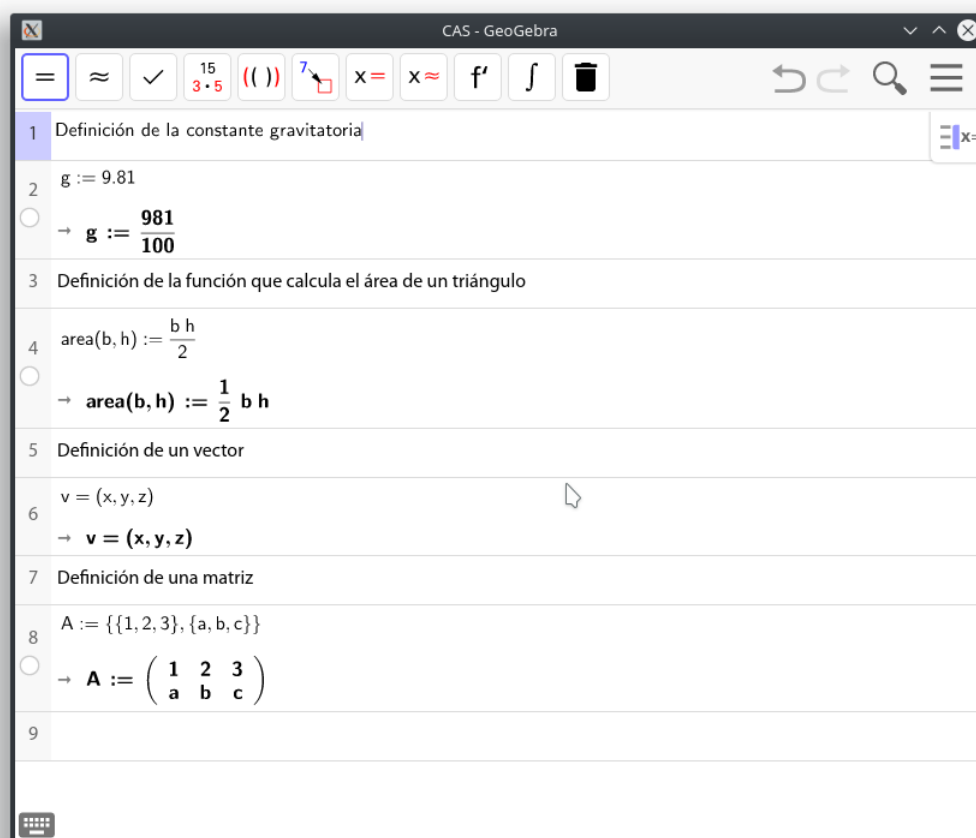 CAS - GeoGebra
= ≈ ✓ 15 3·5 (( )) 7 x= x≈ f′ ∫
1 Definición de la constante gravitatoria
x=
2 g := 9.81
→ g := 981/100
3 Definición de la función que calcula el área de un triángulo
4 area(b, h) := b h/2
→ area(b, h) := 1/2 b h
5 Definición de un vector
6 v = (x, y, z)
→ v = (x, y, z)
7 Definición de una matriz
8 A := {{1, 2, 3}, {a, b, c}}
→ A := ( 1 2 3
a b c )
9